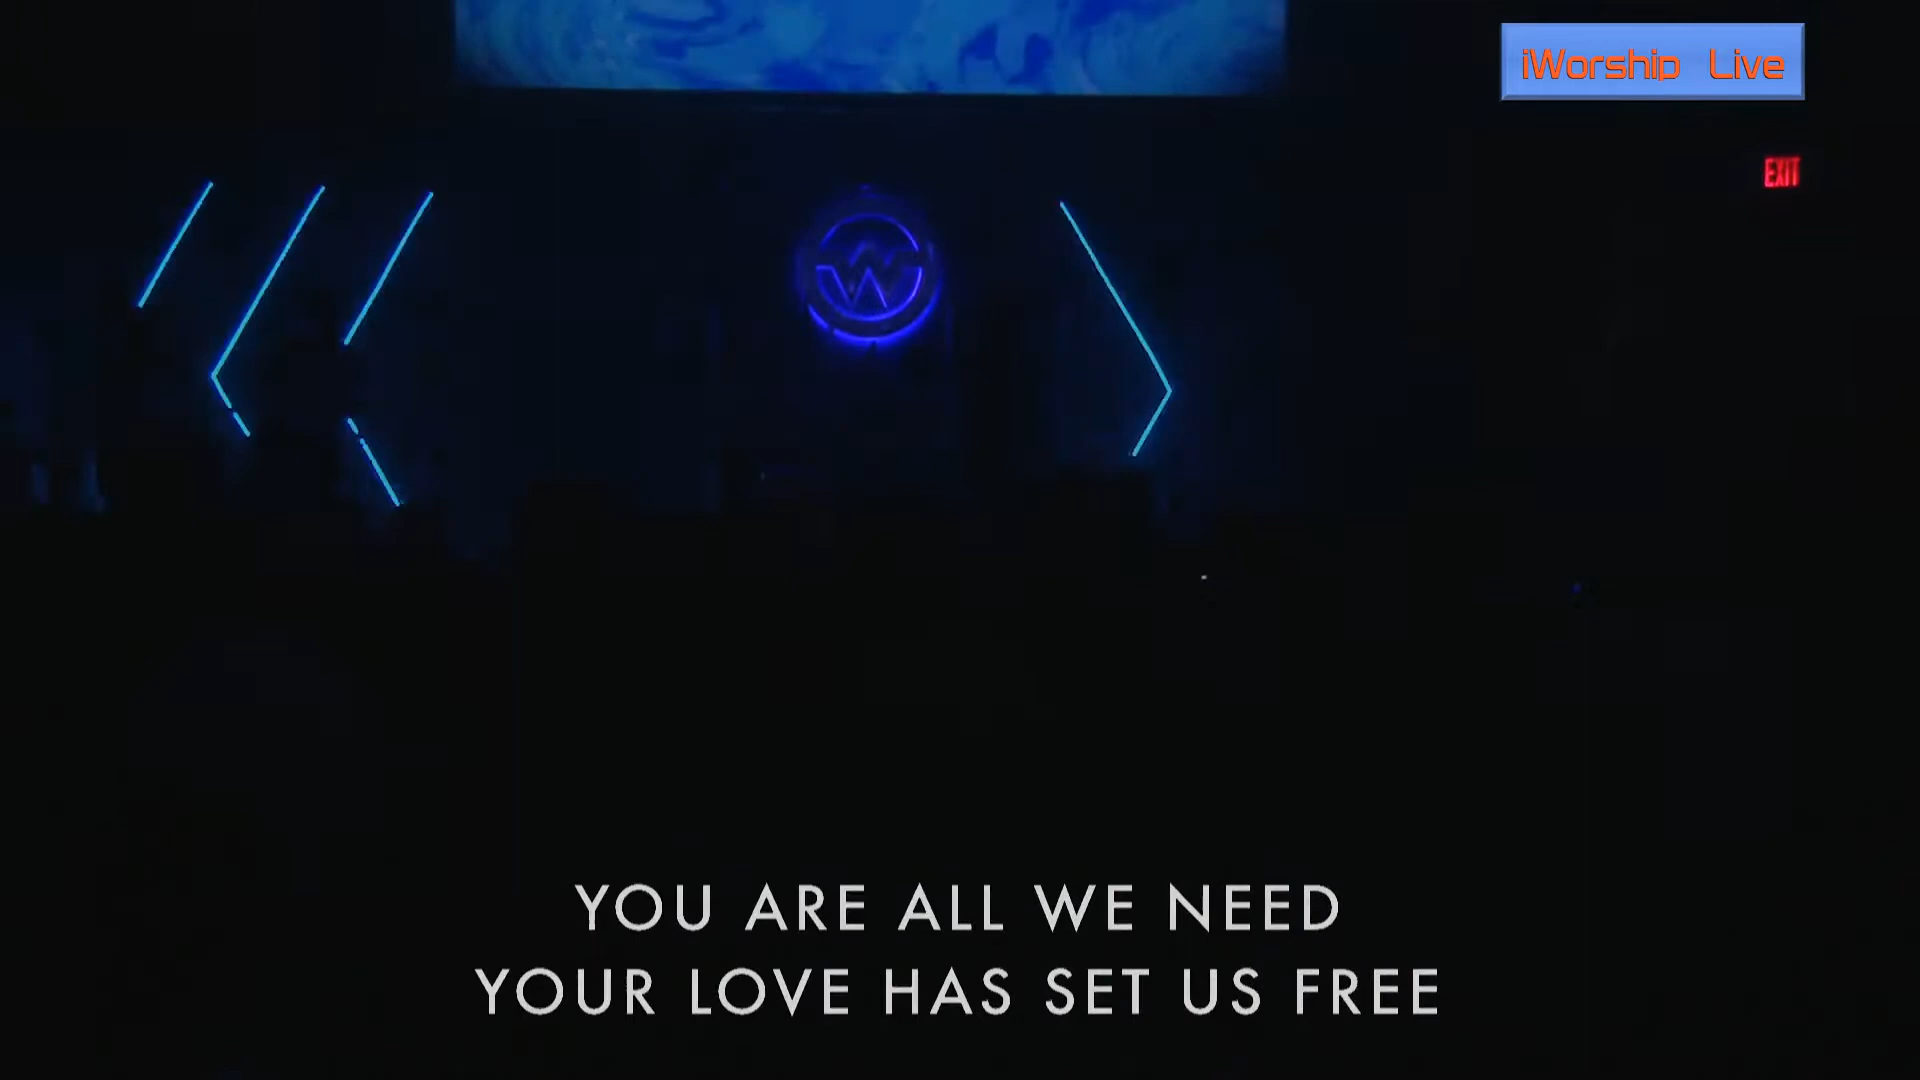 iWorship Live
EXIT
W
YOU ARE ALL WE NEED
YOUR LOVE HAS SET US FREE